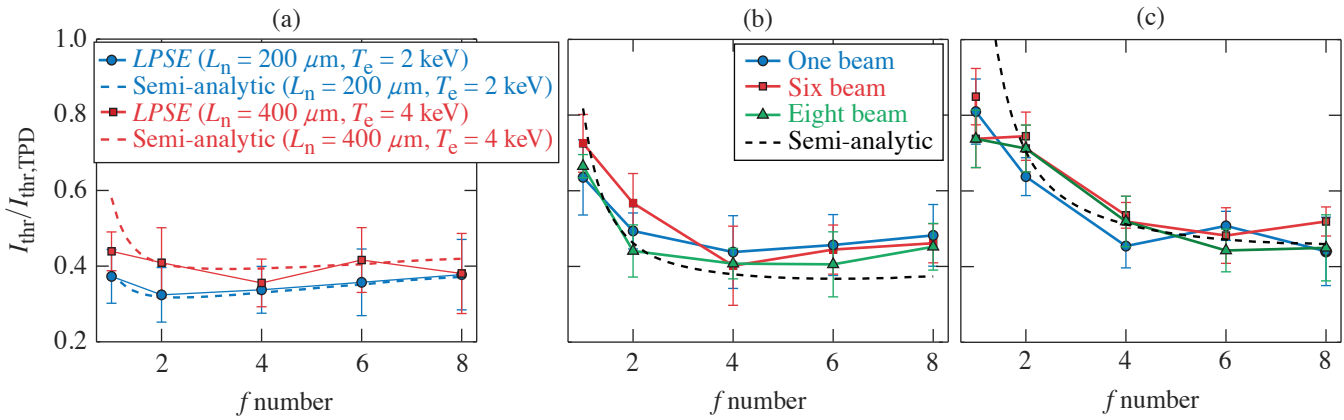 (a)
(b)
(c)
I_thr/I_thr,TPD
1.0
0.8
0.6
0.4
0.2
LPSE (L_n = 200 μm, T_e = 2 keV)
Semi-analytic (L_n = 200 μm, T_e = 2 keV)
LPSE (L_n = 400 μm, T_e = 4 keV)
Semi-analytic (L_n = 400 μm, T_e = 4 keV)
One beam
Six beam
Eight beam
Semi-analytic
2 4 6 8
2 4 6 8
2 4 6 8
f number
f number
f number